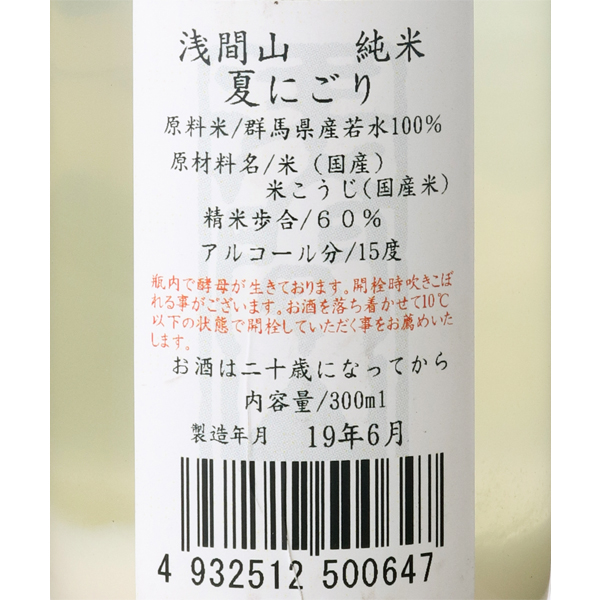 浅間山　純米
夏にごり
原料米/群馬県産若水100%
原材料名/米（国産）
米こうじ(国産米)
精米歩合/60%
アルコール分/15度
瓶内で酵母が生きております。開栓時吹きこぼ
れる事がございます。お酒を落ち着かせて10℃
以下の状態で開栓していただく事をお薦めいた
します。
お酒は二十歳になってから
内容量/300ml
製造年月　19年6月
4 932512 500647